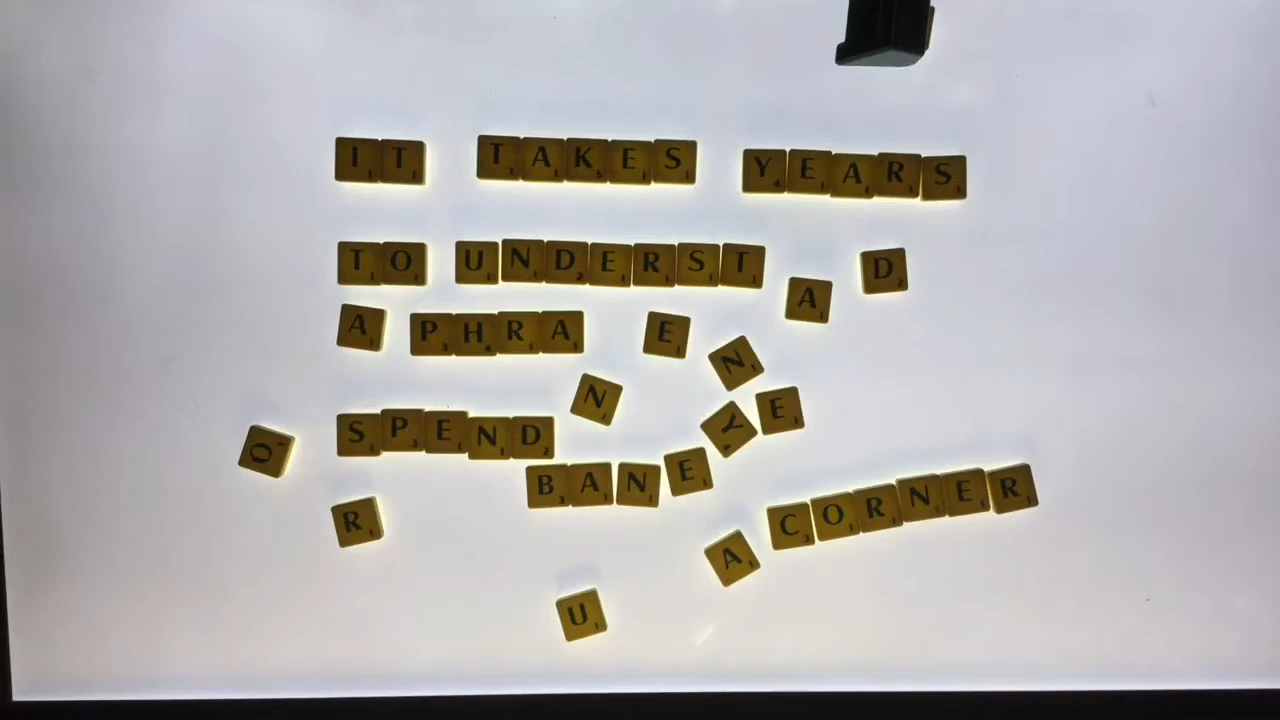 IT TAKES YEARS
TO UNDERST A D
A PHRA E N
N Y E
O SPEND
BANE
R A CORNER
U